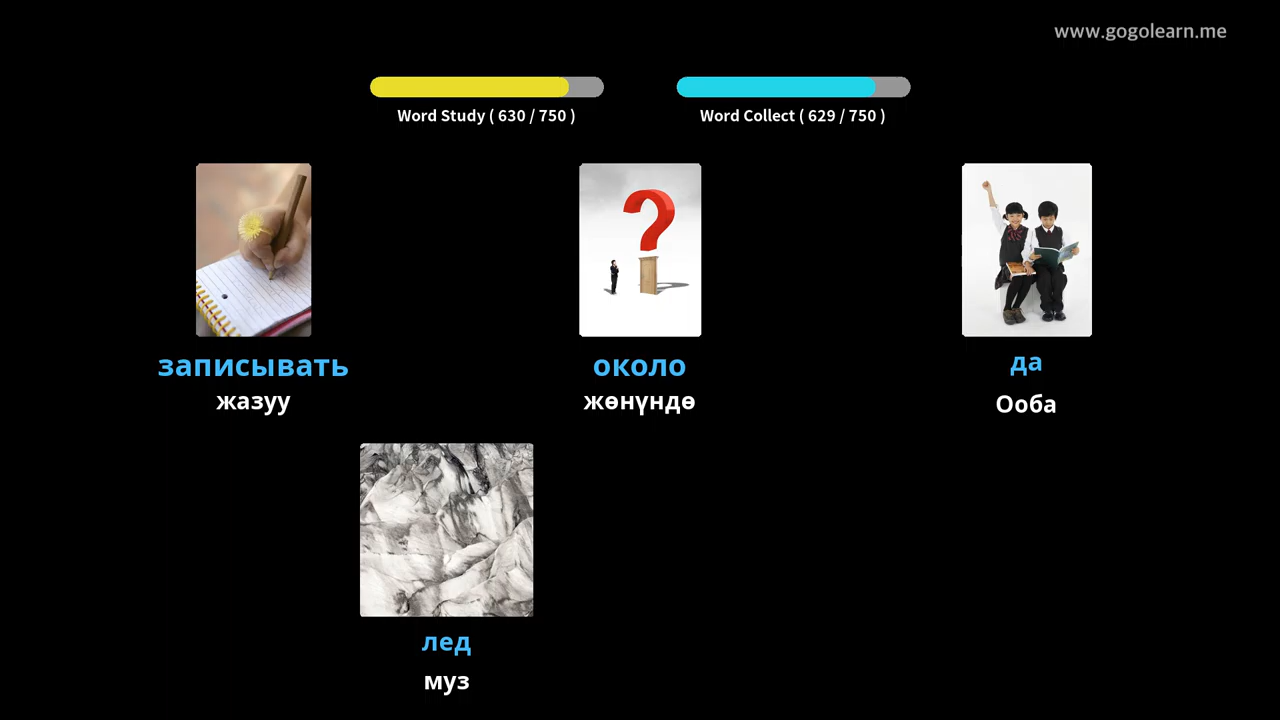 www.gogolearn.me
Word Study ( 630 / 750 )
Word Collect ( 629 / 750 )
записывать
жазуу
около
жөнүндө
да
Ооба
лед
муз